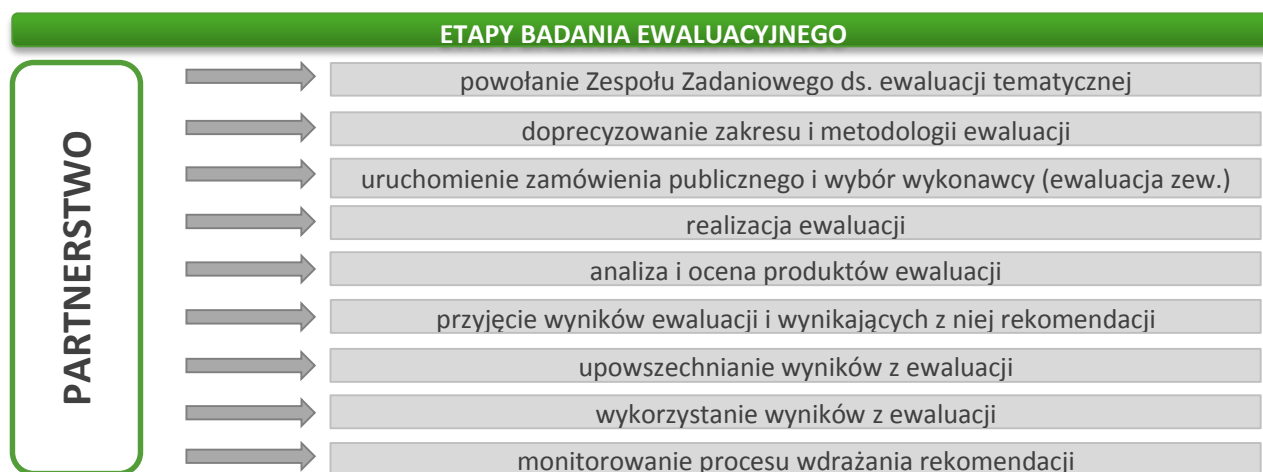 ETAPY BADANIA EWALUACYJNEGO
PARTNERSTWO
powołanie Zespołu Zadaniowego ds. ewaluacji tematycznej
doprecyzowanie zakresu i metodologii ewaluacji
uruchomienie zamówienia publicznego i wybór wykonawcy (ewaluacja zew.)
realizacja ewaluacji
analiza i ocena produktów ewaluacji
przyjęcie wyników ewaluacji i wynikających z niej rekomendacji
upowszechnianie wyników z ewaluacji
wykorzystanie wyników z ewaluacji
monitorowanie procesu wdrażania rekomendacji